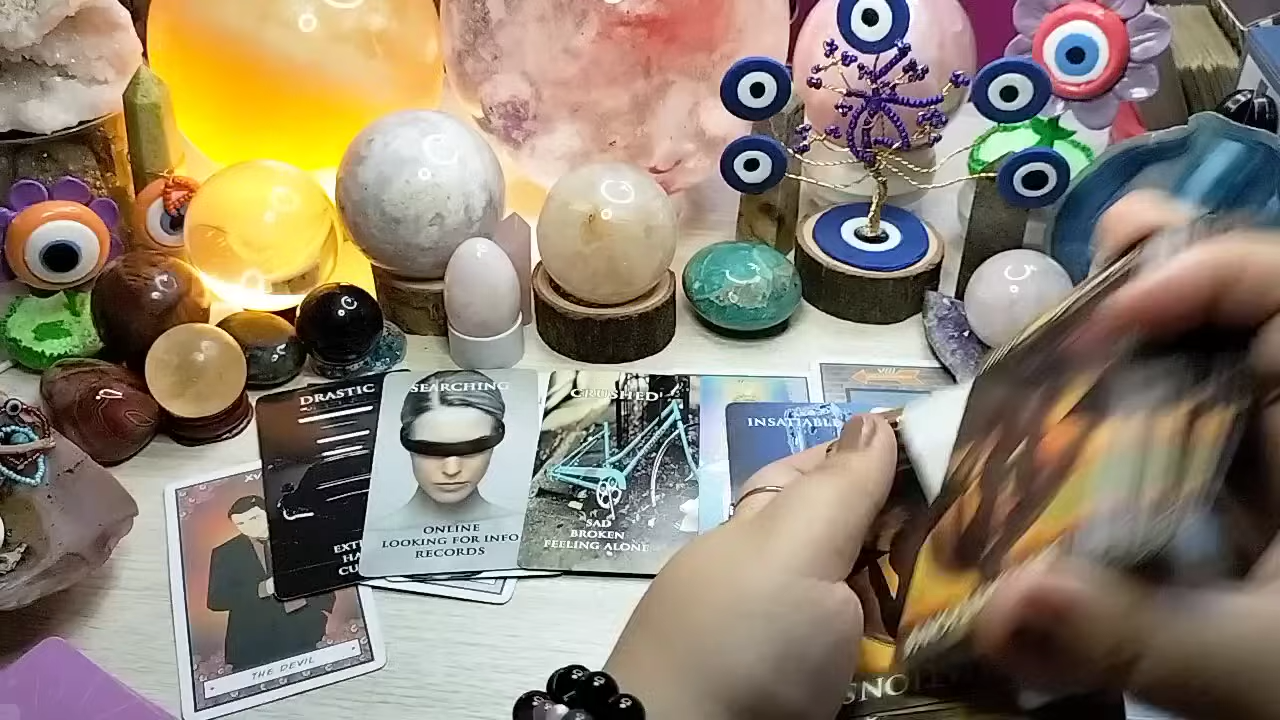 DRASTIC
SEARCHING
ONLINE
LOOKING FOR INFO
RECORDS
CRUSHED
SAD
BROKEN
FEELING ALONE
INSATIABLE
VIII
THE DEVIL